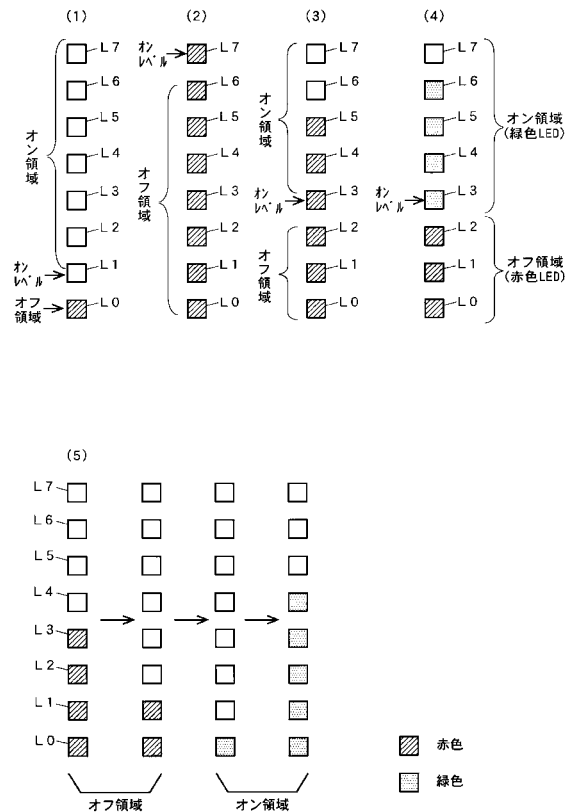 (1) (2) (3) (4)
オン領域
L7
L6
L5
L4
L3
L2
オンレベル
L1
オフ領域
L0
オンレベル
L7
オフ領域
L6
L5
L4
L3
L2
L1
L0
オン領域
L7
L6
L5
L4
オンレベル
L3
オフ領域
L2
L1
L0
L7
L6
L5
L4
オンレベル
L3
オン領域
(緑色LED)
L2
L1
L0
オフ領域
(赤色LED)
(5)
L7
L6
L5
L4
L3
L2
L1
L0
オフ領域
オン領域
赤色
緑色